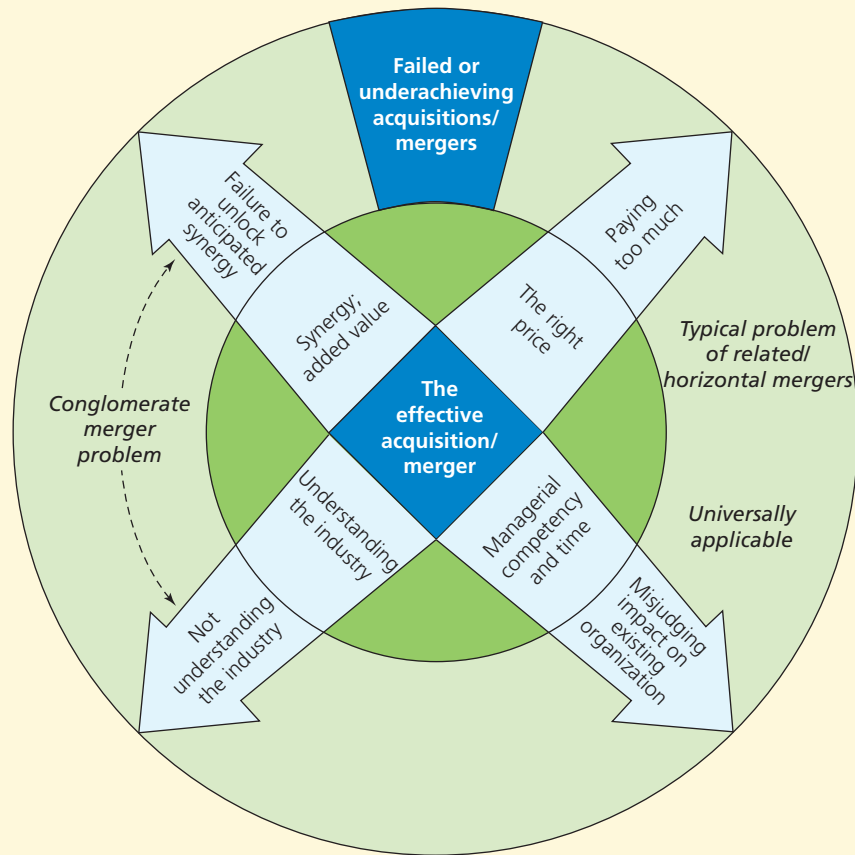 Failed or
underachieving
acquisitions/
mergers
Failure to
unlock
anticipated
synergy
Paying
too much
Synergy;
added value
The right
price
Typical problem
of related/
horizontal mergers
Conglomerate
merger
problem
The
effective
acquisition/
merger
Understanding
the industry
Managerial
competency
and time
Universally
applicable
Not
understanding
the industry
Misjudging
impact on
existing
organization